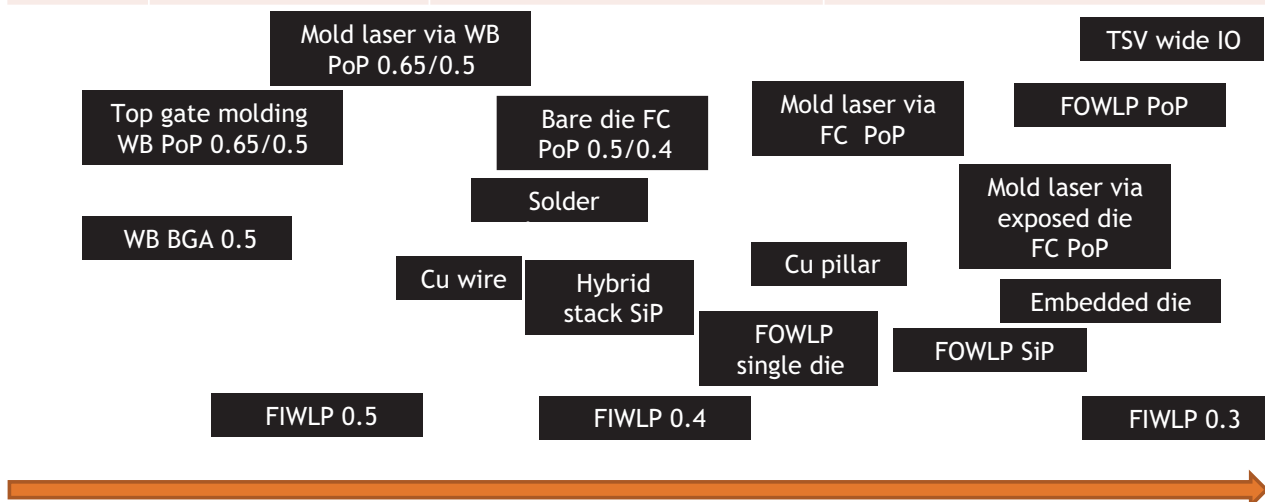 Mold laser via WB
PoP 0.65/0.5
TSV wide IO
Top gate molding
WB PoP 0.65/0.5
Bare die FC
PoP 0.5/0.4
Mold laser via
FC PoP
FOWLP PoP
Solder
Mold laser via
exposed die
FC PoP
WB BGA 0.5
Cu wire
Hybrid
stack SiP
Cu pillar
Embedded die
FOWLP
single die
FOWLP SiP
FIWLP 0.5
FIWLP 0.4
FIWLP 0.3